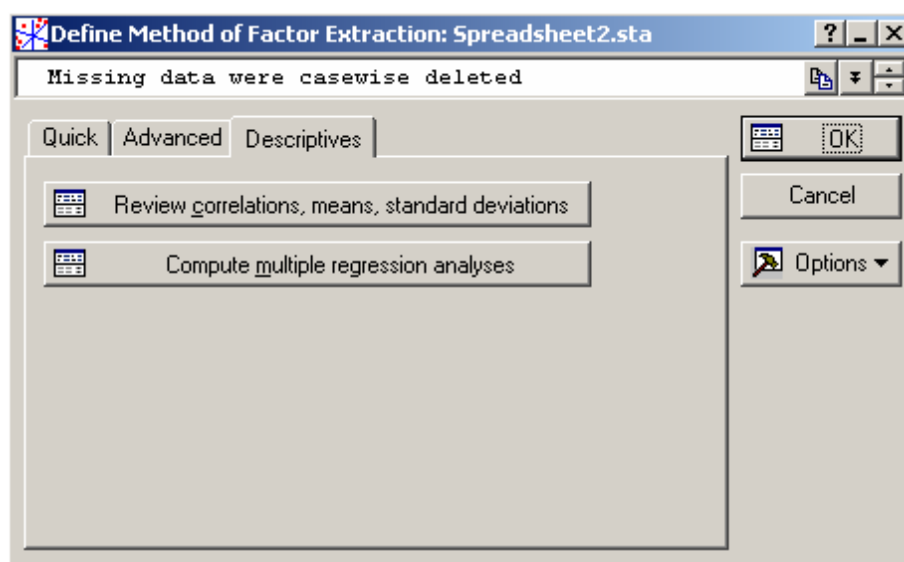 Define Method of Factor Extraction: Spreadsheet2.sta
Missing data were casewise deleted
Quick Advanced Descriptives
OK
Review correlations, means, standard deviations
Cancel
Compute multiple regression analyses
Options